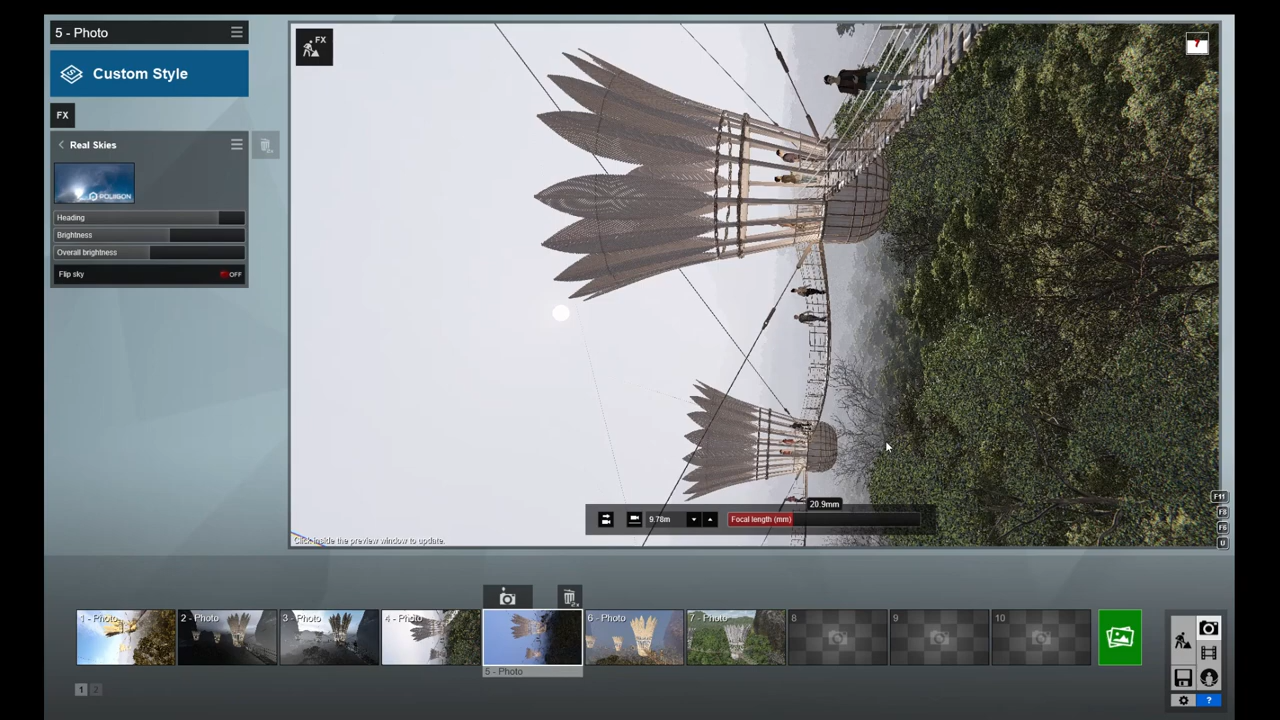 5 - Photo
Custom Style
FX
Real Skies
POLIIGON
Heading
Brightness
Overall brightness
Flip sky
OFF
FX
20.9mm
9.78m
Focal length (mm)
Click inside the preview window to update.
F11
F8
F6
U
1 - Photo
2 - Photo
3 - Photo
4 - Photo
5 - Photo
6 - Photo
7 - Photo
8
9
10
5 - Photo
1
2
?